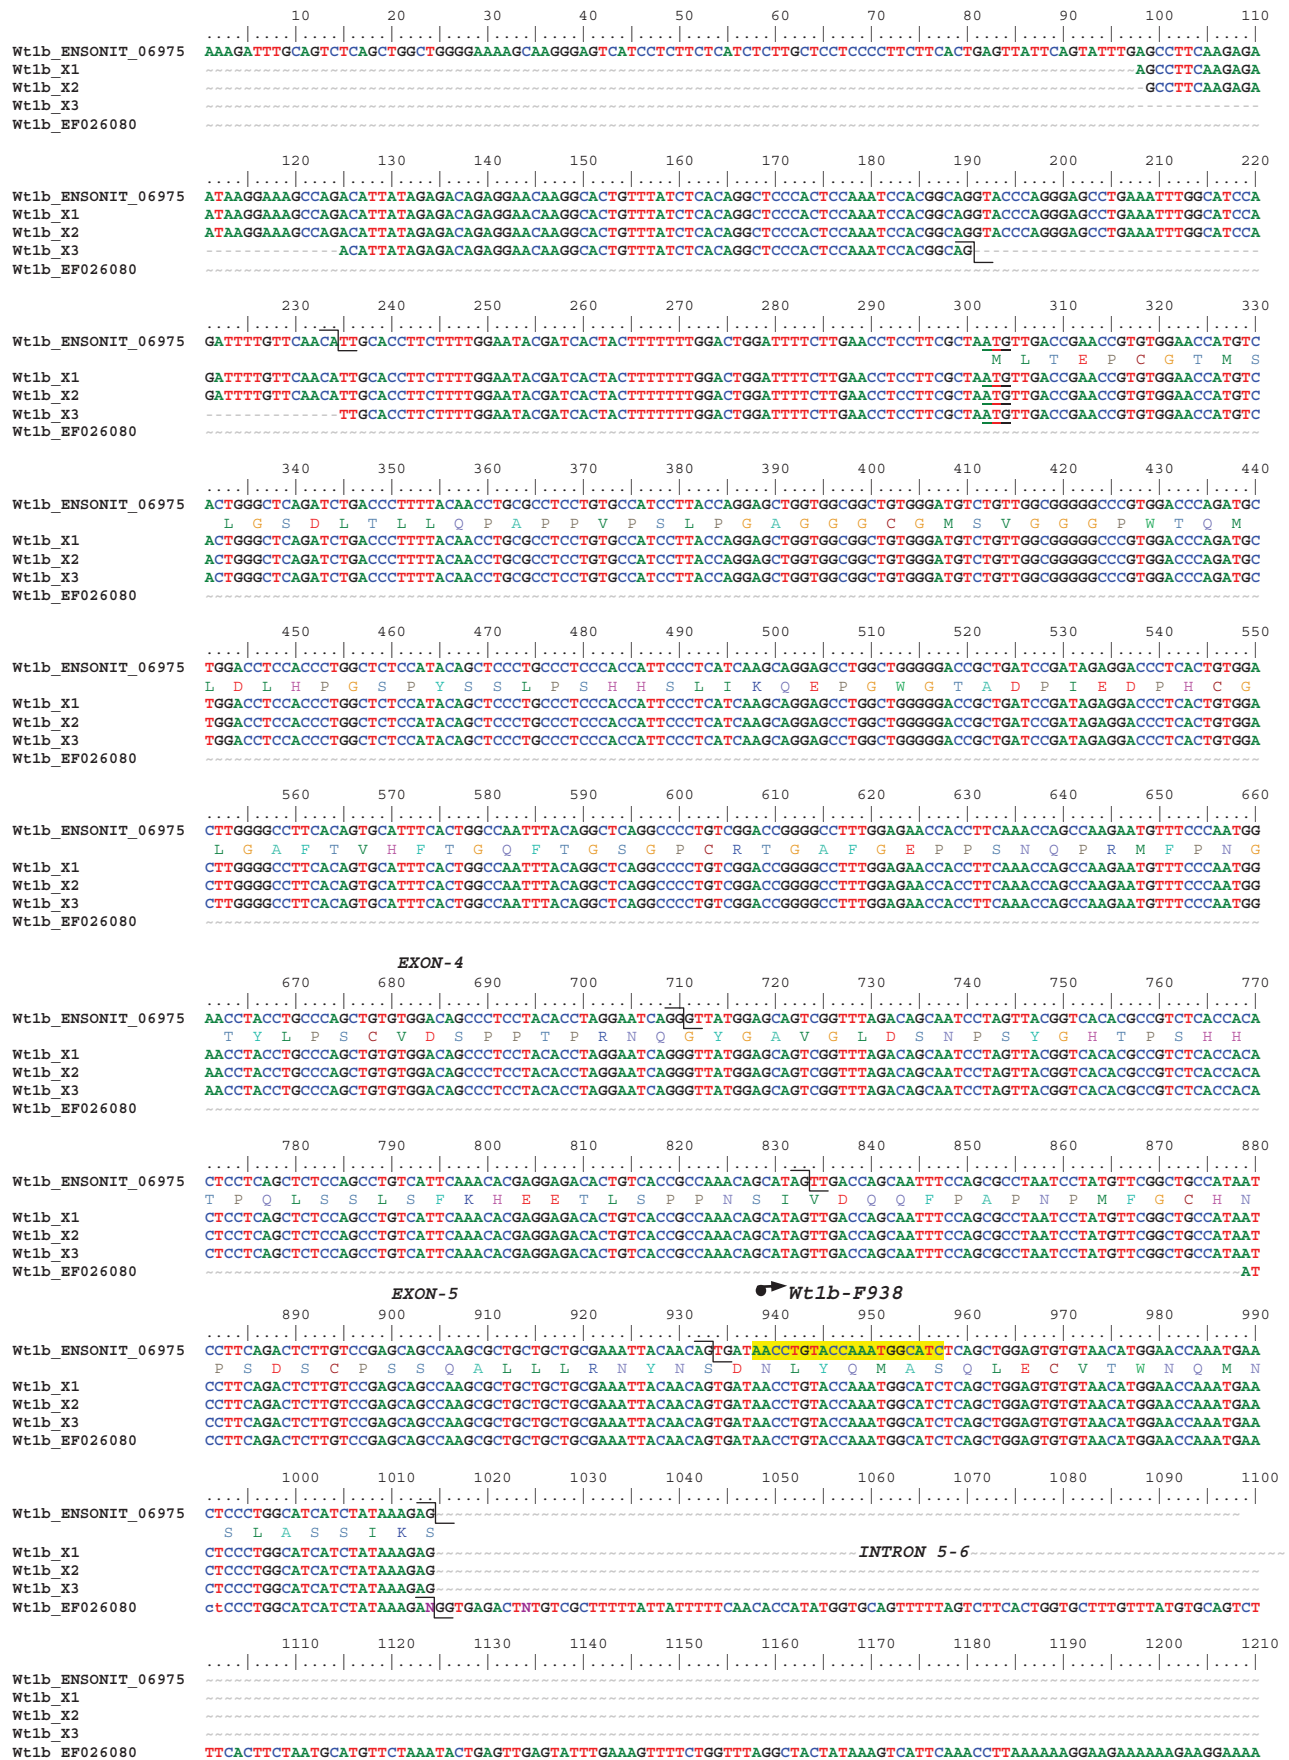 10 20 30 40 50 60 70 80 90 100 110
Wt1b_ENSONIT_06975 AAAGATTTGCAGTCTCAGCTGGCTGGGGAAAAGCAAGGGAGTCATCCTCTTCTCATCTCTTGCTCCTCCCCTTCTTCACTGAGTTATTCAGTATTTGAGCCTTCAAGAGA
Wt1b_X1 AGCCTTCAAGAGA
Wt1b_X2 GCCTTCAAGAGA
Wt1b_X3
Wt1b_EF026080
120 130 140 150 160 170 180 190 200 210 220
Wt1b_ENSONIT_06975 ATAAGGAAAGCCAGACATTATAGAGACAGAGGAACAAGGCACTGTTTATCTCACAGGCTCCCACTCCAAATCCACGGCAGGTACCCAGGGAGCCTGAAATTTGGCATCCA
Wt1b_X1 ATAAGGAAAGCCAGACATTATAGAGACAGAGGAACAAGGCACTGTTTATCTCACAGGCTCCCACTCCAAATCCACGGCAGGTACCCAGGGAGCCTGAAATTTGGCATCCA
Wt1b_X2 ATAAGGAAAGCCAGACATTATAGAGACAGAGGAACAAGGCACTGTTTATCTCACAGGCTCCCACTCCAAATCCACGGCAGGTACCCAGGGAGCCTGAAATTTGGCATCCA
Wt1b_X3 ACATTATAGAGACAGAGGAACAAGGCACTGTTTATCTCACAGGCTCCCACTCCAAATCCACGGCAG
Wt1b_EF026080
230 240 250 260 270 280 290 300 310 320 330
Wt1b_ENSONIT_06975 GATTTTGTTCAACATTGCACCTTCTTTTGGAATACGATCACTACTTTTTTTGGACTGGATTTTCTTGAACCTCCTTCGCTAATGTTGACCGAACCGTGTGGAACCATGTC
M L T E P C G T M S
Wt1b_X1 GATTTTGTTCAACATTGCACCTTCTTTTGGAATACGATCACTACTTTTTTTGGACTGGATTTTCTTGAACCTCCTTCGCTAATGTTGACCGAACCGTGTGGAACCATGTC
Wt1b_X2 GATTTTGTTCAACATTGCACCTTCTTTTGGAATACGATCACTACTTTTTTTGGACTGGATTTTCTTGAACCTCCTTCGCTAATGTTGACCGAACCGTGTGGAACCATGTC
Wt1b_X3 TTGCACCTTCTTTTGGAATACGATCACTACTTTTTTTGGACTGGATTTTCTTGAACCTCCTTCGCTAATGTTGACCGAACCGTGTGGAACCATGTC
Wt1b_EF026080
340 350 360 370 380 390 400 410 420 430 440
Wt1b_ENSONIT_06975 ACTGGGCTCAGATCTGACCCTTTTACAACCTGCGCCTCCTGTGCCATCCTTACCAGGAGCTGGTGGCGGCTGTGGGATGTCTGTTGGCGGGGGCCCGTGGACCCAGATGC
L G S D L T L L Q P A P P V P S L P G A G G G C G M S V G G G P W T Q M
Wt1b_X1 ACTGGGCTCAGATCTGACCCTTTTACAACCTGCGCCTCCTGTGCCATCCTTACCAGGAGCTGGTGGCGGCTGTGGGATGTCTGTTGGCGGGGGCCCGTGGACCCAGATGC
Wt1b_X2 ACTGGGCTCAGATCTGACCCTTTTACAACCTGCGCCTCCTGTGCCATCCTTACCAGGAGCTGGTGGCGGCTGTGGGATGTCTGTTGGCGGGGGCCCGTGGACCCAGATGC
Wt1b_X3 ACTGGGCTCAGATCTGACCCTTTTACAACCTGCGCCTCCTGTGCCATCCTTACCAGGAGCTGGTGGCGGCTGTGGGATGTCTGTTGGCGGGGGCCCGTGGACCCAGATGC
Wt1b_EF026080
450 460 470 480 490 500 510 520 530 540 550
Wt1b_ENSONIT_06975 TGGACCTCCACCCTGGCTCTCCATACAGCTCCCTGCCCTCCCACCATTCCCTCATCAAGCAGGAGCCTGGCTGGGGGACCGCTGATCCGATAGAGGACCCTCACTGTGGA
L D L H P G S P Y S S L P S H H S L I K Q E P G W G T A D P I E D P H C G
Wt1b_X1 TGGACCTCCACCCTGGCTCTCCATACAGCTCCCTGCCCTCCCACCATTCCCTCATCAAGCAGGAGCCTGGCTGGGGGACCGCTGATCCGATAGAGGACCCTCACTGTGGA
Wt1b_X2 TGGACCTCCACCCTGGCTCTCCATACAGCTCCCTGCCCTCCCACCATTCCCTCATCAAGCAGGAGCCTGGCTGGGGGACCGCTGATCCGATAGAGGACCCTCACTGTGGA
Wt1b_X3 TGGACCTCCACCCTGGCTCTCCATACAGCTCCCTGCCCTCCCACCATTCCCTCATCAAGCAGGAGCCTGGCTGGGGGACCGCTGATCCGATAGAGGACCCTCACTGTGGA
Wt1b_EF026080
560 570 580 590 600 610 620 630 640 650 660
Wt1b_ENSONIT_06975 CTTGGGGCCTTCACAGTGCATTTCACTGGCCAATTTACAGGCTCAGGCCCCTGTCGGACCGGGGCCTTTGGAGAACCACCTTCAAACCAGCCAAGAATGTTTCCCAATGG
L G A F T V H F T G Q F T G S G P C R T G A F G E P P S N Q P R M F P N G
Wt1b_X1 CTTGGGGCCTTCACAGTGCATTTCACTGGCCAATTTACAGGCTCAGGCCCCTGTCGGACCGGGGCCTTTGGAGAACCACCTTCAAACCAGCCAAGAATGTTTCCCAATGG
Wt1b_X2 CTTGGGGCCTTCACAGTGCATTTCACTGGCCAATTTACAGGCTCAGGCCCCTGTCGGACCGGGGCCTTTGGAGAACCACCTTCAAACCAGCCAAGAATGTTTCCCAATGG
Wt1b_X3 CTTGGGGCCTTCACAGTGCATTTCACTGGCCAATTTACAGGCTCAGGCCCCTGTCGGACCGGGGCCTTTGGAGAACCACCTTCAAACCAGCCAAGAATGTTTCCCAATGG
Wt1b_EF026080
EXON-4
670 680 690 700 710 720 730 740 750 760 770
Wt1b_ENSONIT_06975 AACCTACCTGCCCAGCTGTGTGGACAGCCCTCCTACACCTAGGAATCAGGGTTATGGAGCAGTCGGTTTAGACAGCAATCCTAGTTACGGTCACACGCCGTCTCACCACA
T Y L P S C V D S P P T P R N Q G Y G A V G L D S N P S Y G H T P S H H
Wt1b_X1 AACCTACCTGCCCAGCTGTGTGGACAGCCCTCCTACACCTAGGAATCAGGGTTATGGAGCAGTCGGTTTAGACAGCAATCCTAGTTACGGTCACACGCCGTCTCACCACA
Wt1b_X2 AACCTACCTGCCCAGCTGTGTGGACAGCCCTCCTACACCTAGGAATCAGGGTTATGGAGCAGTCGGTTTAGACAGCAATCCTAGTTACGGTCACACGCCGTCTCACCACA
Wt1b_X3 AACCTACCTGCCCAGCTGTGTGGACAGCCCTCCTACACCTAGGAATCAGGGTTATGGAGCAGTCGGTTTAGACAGCAATCCTAGTTACGGTCACACGCCGTCTCACCACA
Wt1b_EF026080
780 790 800 810 820 830 840 850 860 870 880
Wt1b_ENSONIT_06975 CTCCTCAGCTCTCCAGCCTGTCATTCAAACACGAGGAGACACTGTCACCGCCAAACAGCATAGTTGACCAGCAATTTCCAGCGCCTAATCCTATGTTCGGCTGCCATAAT
T P Q L S S L S F K H E E T L S P P N S I V D Q Q F P A P N P M F G C H N
Wt1b_X1 CTCCTCAGCTCTCCAGCCTGTCATTCAAACACGAGGAGACACTGTCACCGCCAAACAGCATAGTTGACCAGCAATTTCCAGCGCCTAATCCTATGTTCGGCTGCCATAAT
Wt1b_X2 CTCCTCAGCTCTCCAGCCTGTCATTCAAACACGAGGAGACACTGTCACCGCCAAACAGCATAGTTGACCAGCAATTTCCAGCGCCTAATCCTATGTTCGGCTGCCATAAT
Wt1b_X3 CTCCTCAGCTCTCCAGCCTGTCATTCAAACACGAGGAGACACTGTCACCGCCAAACAGCATAGTTGACCAGCAATTTCCAGCGCCTAATCCTATGTTCGGCTGCCATAAT
Wt1b_EF026080 AT
EXON-5 Wt1b-F938
890 900 910 920 930 940 950 960 970 980 990
Wt1b_ENSONIT_06975 CCTTCAGACTCTTGTCCGAGCAGCCAAGCGCTGCTGCTGCGAAATTACAACAGTGATAACCTGTACCAAATGGCATCTCAGCTGGAGTGTGTAACATGGAACCAAATGAA
P S D S C P S S Q A L L L R N Y N S D N L Y Q M A S Q L E C V T W N Q M N
Wt1b_X1 CCTTCAGACTCTTGTCCGAGCAGCCAAGCGCTGCTGCTGCGAAATTACAACAGTGATAACCTGTACCAAATGGCATCTCAGCTGGAGTGTGTAACATGGAACCAAATGAA
Wt1b_X2 CCTTCAGACTCTTGTCCGAGCAGCCAAGCGCTGCTGCTGCGAAATTACAACAGTGATAACCTGTACCAAATGGCATCTCAGCTGGAGTGTGTAACATGGAACCAAATGAA
Wt1b_X3 CCTTCAGACTCTTGTCCGAGCAGCCAAGCGCTGCTGCTGCGAAATTACAACAGTGATAACCTGTACCAAATGGCATCTCAGCTGGAGTGTGTAACATGGAACCAAATGAA
Wt1b_EF026080 CCTTCAGACTCTTGTCCGAGCAGCCAAGCGCTGCTGCTGCGAAATTACAACAGTGATAACCTGTACCAAATGGCATCTCAGCTGGAGTGTGTAACATGGAACCAAATGAA
1000 1010 1020 1030 1040 1050 1060 1070 1080 1090 1100
Wt1b_ENSONIT_06975 CTCCCTGGCATCATCTATAAAGAG
S L A S S I K S
Wt1b_X1 CTCCCTGGCATCATCTATAAAGAG INTRON 5-6
Wt1b_X2 CTCCCTGGCATCATCTATAAAGAG
Wt1b_X3 CTCCCTGGCATCATCTATAAAGAG
Wt1b_EF026080 ctCCCTGGCATCATCTATAAAGANGGTGAGACTNTGTCGCTTTTTATTATTTTTCAACACCATATGGTGCAGTTTTTAGTCTTCACTGGTGCTTTGTTTATGTGCAGTCT
1110 1120 1130 1140 1150 1160 1170 1180 1190 1200 1210
Wt1b_ENSONIT_06975
Wt1b_X1
Wt1b_X2
Wt1b_X3
Wt1b EF026080 TTCACTTCTAATGCATGTTCTAAATACTGAGTTGAGTATTTGAAAGTTTTCTGGTTTAGGCTACTATAAAGTCATTCAAACCTTAAAAAAGGAAGAAAAAAGAAGGAAAA